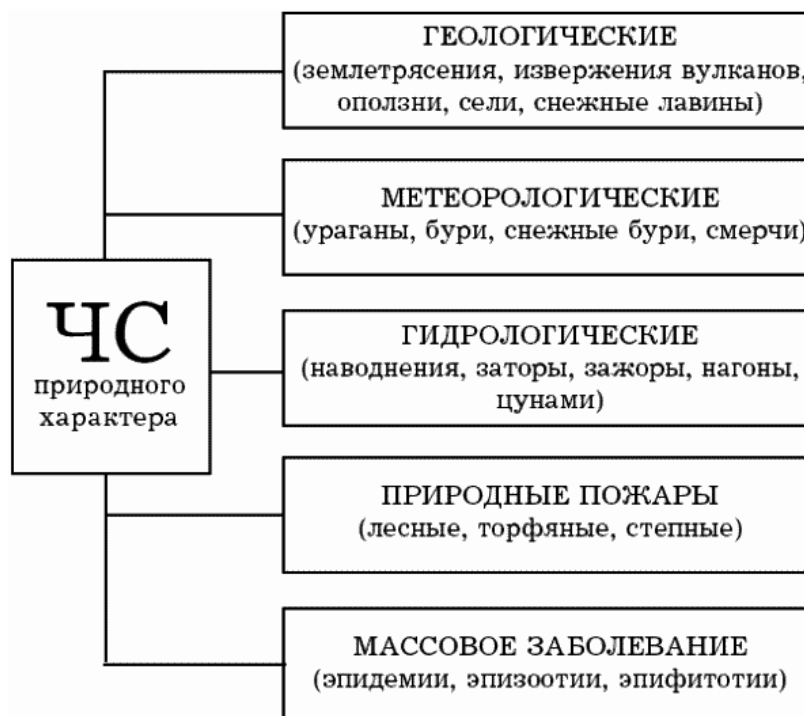 ГЕОЛОГИЧЕСКИЕ
(землетрясения, извержения вулканов,
оползни, сели, снежные лавины)
МЕТЕОРОЛОГИЧЕСКИЕ
(ураганы, бури, снежные бури, смерчи)
ЧС
природного
характера
ГИДРОЛОГИЧЕСКИЕ
(наводнения, заторы, зажоры, нагоны,
цунами)
ПРИРОДНЫЕ ПОЖАРЫ
(лесные, торфяные, степные)
МАССОВОЕ ЗАБОЛЕВАНИЕ
(эпидемии, эпизоотии, эпифитотии)